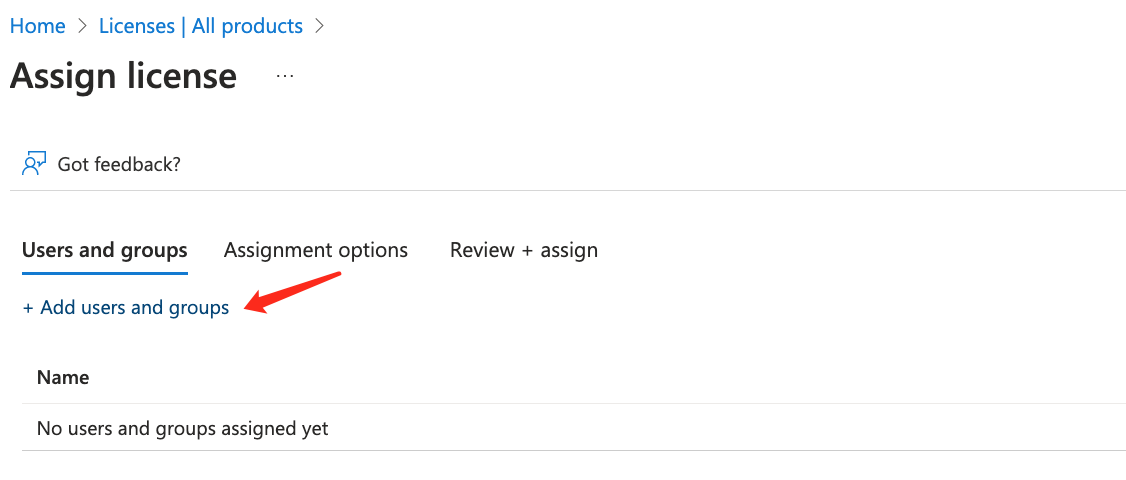 Home > Licenses | All products >
Assign license ...
Got feedback?
Users and groups Assignment options Review + assign
+ Add users and groups
Name
No users and groups assigned yet